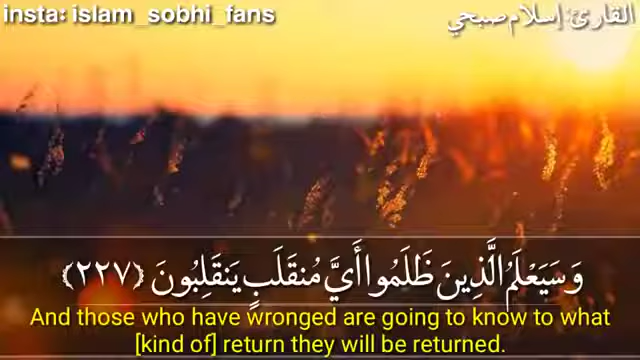 insta: islam_sobhi_fans
القارئ: إسلام صبحي
وَسَيَعْلَمُ الَّذِينَ ظَلَمُوا أَيَّ مُنقَلَبٍ يَنقَلِبُونَ (٢٢٧)
And those who have wronged are going to know to what
[kind of] return they will be returned.